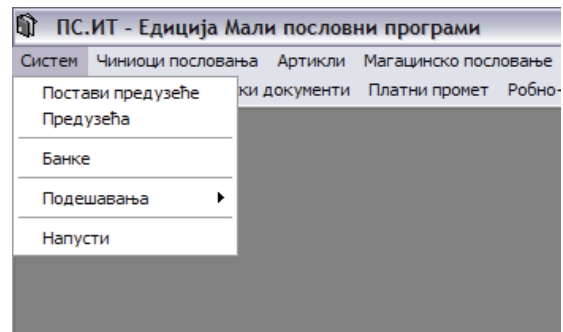 ПС.ИТ - Едиција Мали пословни програми
Систем Чиниоци пословања Артикли Магацинско пословање
Постави предузеће ки документи Платни промет Робно-
Предузећа
Банке
Подешавања
Напусти